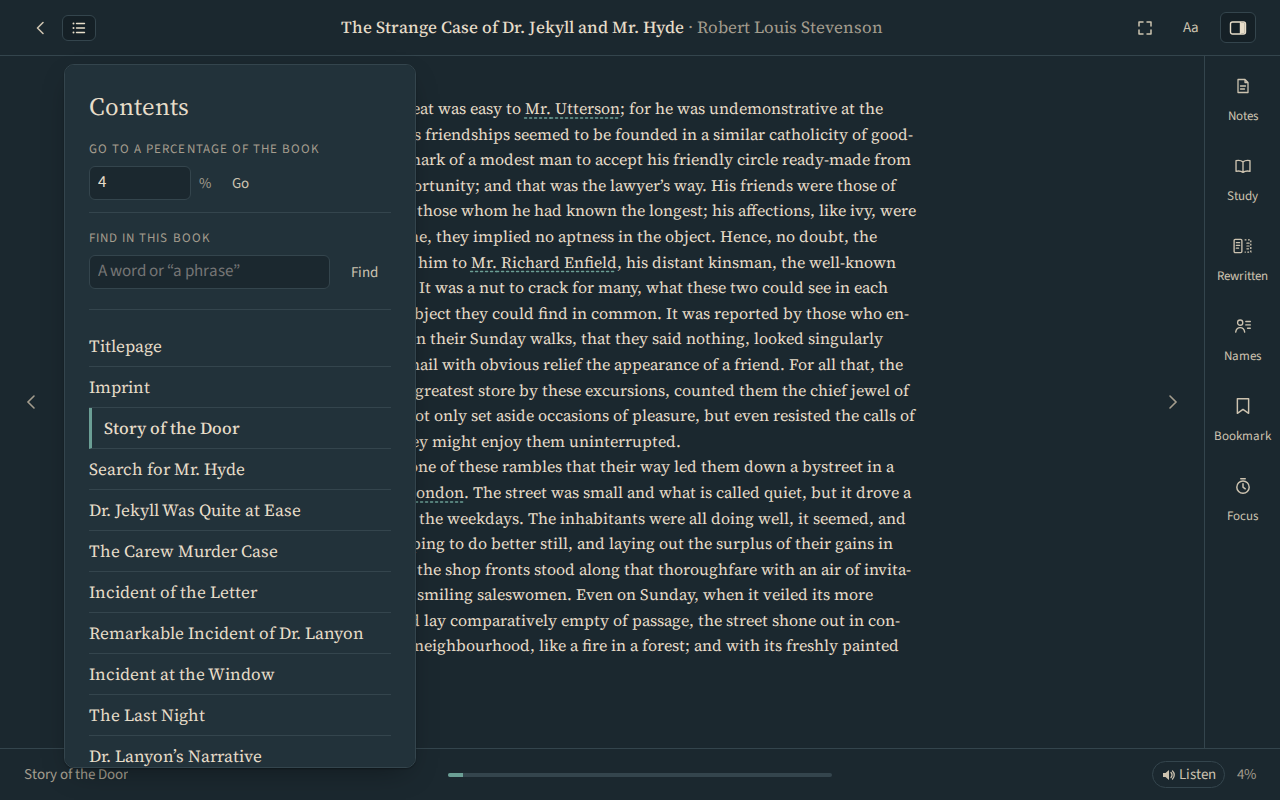 The Strange Case of Dr. Jekyll and Mr. Hyde · Robert Louis Stevenson
Aa
Contents
GO TO A PERCENTAGE OF THE BOOK
4 % Go
FIND IN THIS BOOK
A word or “a phrase” Find
Titlepage
Imprint
Story of the Door
Search for Mr. Hyde
Dr. Jekyll Was Quite at Ease
The Carew Murder Case
Incident of the Letter
Remarkable Incident of Dr. Lanyon
Incident at the Window
The Last Night
Dr. Lanyon’s Narrative
was easy to Mr. Utterson; for he was undemonstrative at the
friendships seemed to be founded in a similar catholicity of good-
of a modest man to accept his friendly circle ready-made from
and that was the lawyer’s way. His friends were those of
those whom he had known the longest; his affections, like ivy, were
they implied no aptness in the object. Hence, no doubt, the
him to Mr. Richard Enfield, his distant kinsman, the well-known
It was a nut to crack for many, what these two could see in each
they could find in common. It was reported by those who en-
their Sunday walks, that they said nothing, looked singularly
with obvious relief the appearance of a friend. For all that, the
greatest store by these excursions, counted them the chief jewel of
only set aside occasions of pleasure, but even resisted the calls of
might enjoy them uninterrupted.
one of these rambles that their way led them down a bystreet in a
The street was small and what is called quiet, but it drove a
the weekdays. The inhabitants were all doing well, it seemed, and
to do better still, and laying out the surplus of their gains in
the shop fronts stood along that thoroughfare with an air of invita-
smiling saleswomen. Even on Sunday, when it veiled its more
lay comparatively empty of passage, the street shone out in con-
neighbourhood, like a fire in a forest; and with its freshly painted
Notes
Study
Rewritten
Names
Bookmark
Focus
Story of the Door
Listen 4%